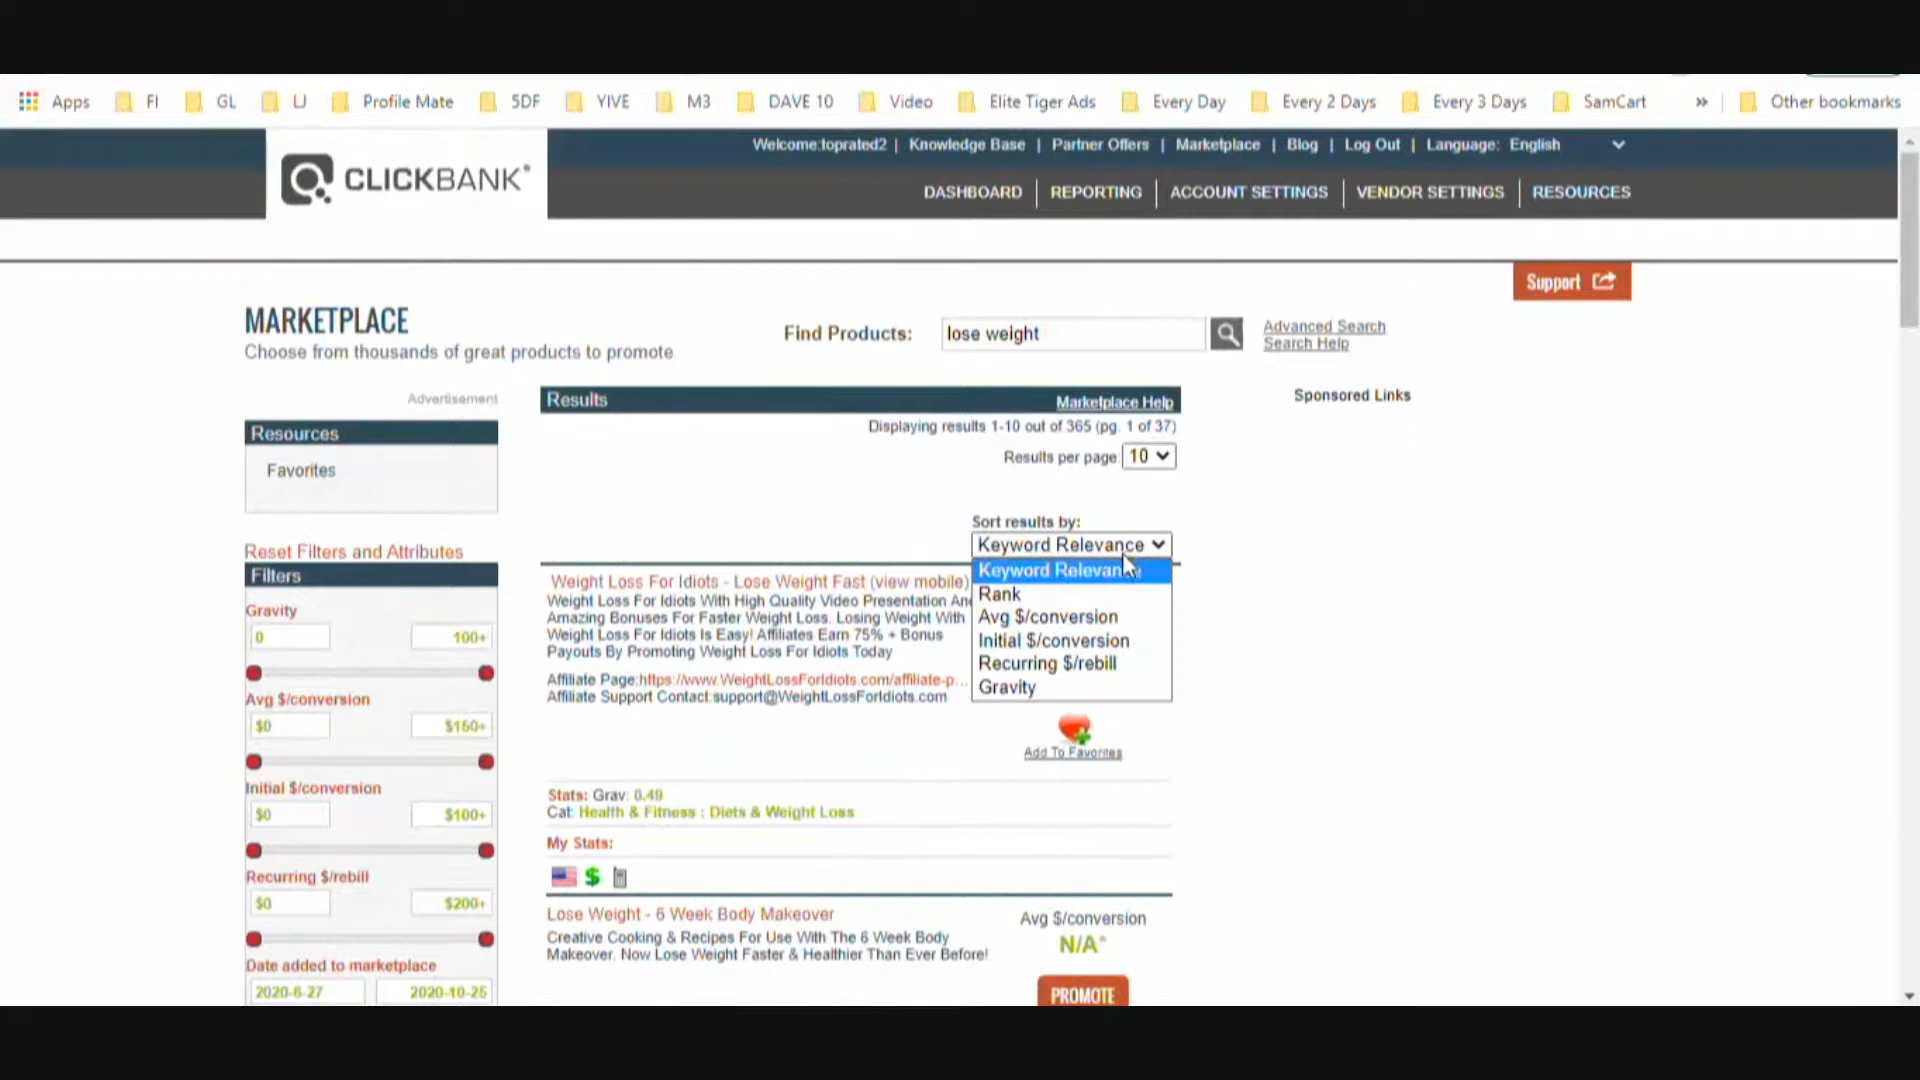 Apps FI GL LJ Profile Mate 5DF YIVE M3 DAVE 10 Video Elite Tiger Ads Every Day Every 2 Days Every 3 Days SamCart » Other bookmarks
Welcome:toprated2 | Knowledge Base | Partner Offers | Marketplace | Blog | Log Out | Language: English
CLICKBANK®
DASHBOARD | REPORTING | ACCOUNT SETTINGS | VENDOR SETTINGS | RESOURCES
Support
MARKETPLACE
Choose from thousands of great products to promote
Find Products: lose weight
Advanced Search
Search Help
Advertisement
Resources
Favorites
Reset Filters and Attributes
Filters
Gravity
0 100+
Avg $/conversion
$0 $150+
Initial $/conversion
$0 $100+
Recurring $/rebill
$0 $200+
Date added to marketplace
2020-6-27 2020-10-25
Results Marketplace Help
Displaying results 1-10 out of 365 (pg. 1 of 37)
Results per page: 10
Sort results by:
Keyword Relevance
Keyword Relevan
Rank
Avg $/conversion
Initial $/conversion
Recurring $/rebill
Gravity
Weight Loss For Idiots - Lose Weight Fast (view mobile)
Weight Loss For Idiots With High Quality Video Presentation An
Amazing Bonuses For Faster Weight Loss. Losing Weight With
Weight Loss For Idiots Is Easy! Affiliates Earn 75% + Bonus
Payouts By Promoting Weight Loss For Idiots Today
Affiliate Page:https://www.WeightLossForIdiots.com/affiliate-p...
Affiliate Support Contact:support@WeightLossForIdiots.com
Add To Favorites
Stats: Grav: 0.49
Cat: Health & Fitness : Diets & Weight Loss
My Stats:
$
Lose Weight - 6 Week Body Makeover
Creative Cooking & Recipes For Use With The 6 Week Body
Makeover. Now Lose Weight Faster & Healthier Than Ever Before!
Avg $/conversion
N/A*
PROMOTE
Sponsored Links